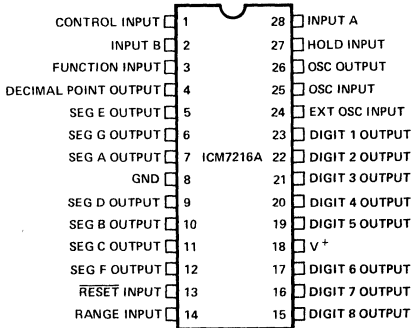 CONTROL INPUT 1 28 INPUT A
INPUT B 2 27 HOLD INPUT
FUNCTION INPUT 3 26 OSC OUTPUT
DECIMAL POINT OUTPUT 4 25 OSC INPUT
SEG E OUTPUT 5 24 EXT OSC INPUT
SEG G OUTPUT 6 23 DIGIT 1 OUTPUT
SEG A OUTPUT 7 ICM7216A 22 DIGIT 2 OUTPUT
GND 8 21 DIGIT 3 OUTPUT
SEG D OUTPUT 9 20 DIGIT 4 OUTPUT
SEG B OUTPUT 10 19 DIGIT 5 OUTPUT
SEG C OUTPUT 11 18 V+
SEG F OUTPUT 12 17 DIGIT 6 OUTPUT
RESET INPUT 13 16 DIGIT 7 OUTPUT
RANGE INPUT 14 15 DIGIT 8 OUTPUT